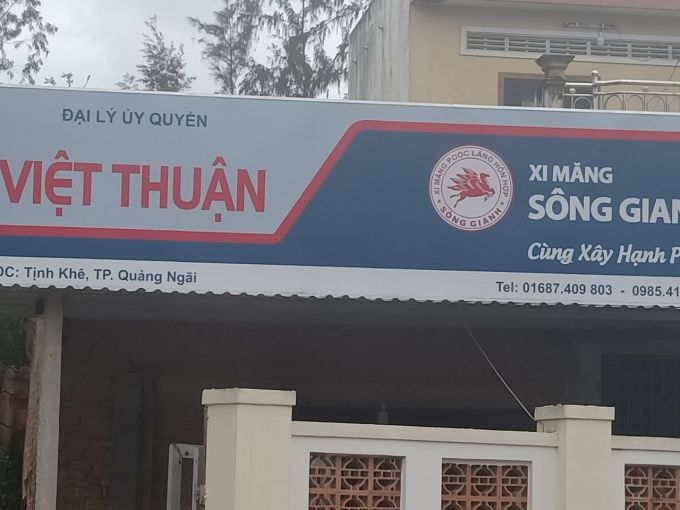 ĐẠI LÝ ỦY QUYỀN
VIỆT THUẬN
ĐC: Tịnh Khê, TP. Quảng Ngãi
XI MĂNG POOC LĂNG HỖN HỢP
SÔNG GIANH
XI MĂNG
SÔNG GIAN
Cùng Xây Hạnh P
Tel: 01687.409 803 - 0985.41